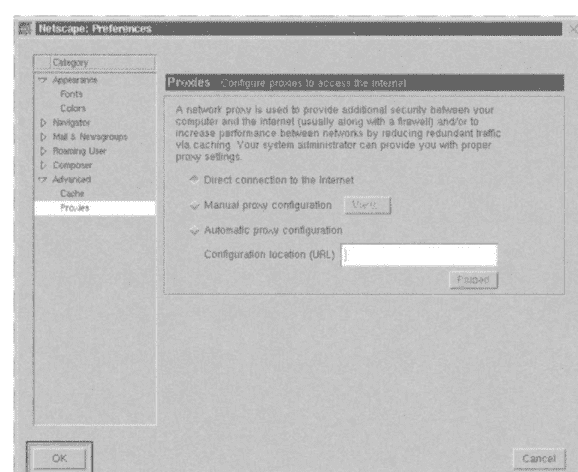 Netscape: Preferences
Category
Appearance
Fonts
Colors
Navigator
Mail & Newsgroups
Roaming User
Composer
Advanced
Cache
Proxies
Proxies Configure proxies to access the Internet
A network proxy is used to provide additional security between your
computer and the Internet (usually along with a firewall) and/or to
increase performance between networks by reducing redundant traffic
via caching. Your system administrator can provide you with proper
proxy settings.
Direct connection to the Internet
Manual proxy configuration View...
Automatic proxy configuration
Configuration location (URL)
Reload
OK
Cancel